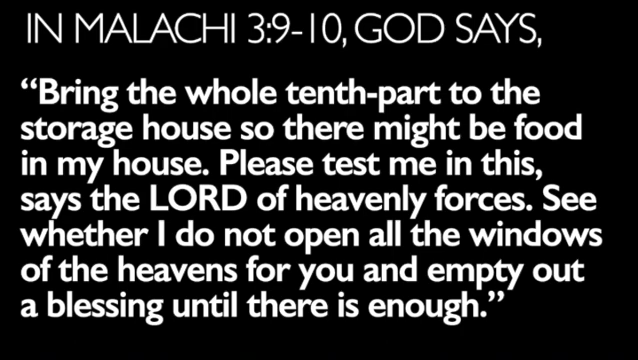 IN MALACHI 3:9-10, GOD SAYS,
“Bring the whole tenth-part to the
storage house so there might be food
in my house. Please test me in this,
says the LORD of heavenly forces. See
whether I do not open all the windows
of the heavens for you and empty out
a blessing until there is enough.”